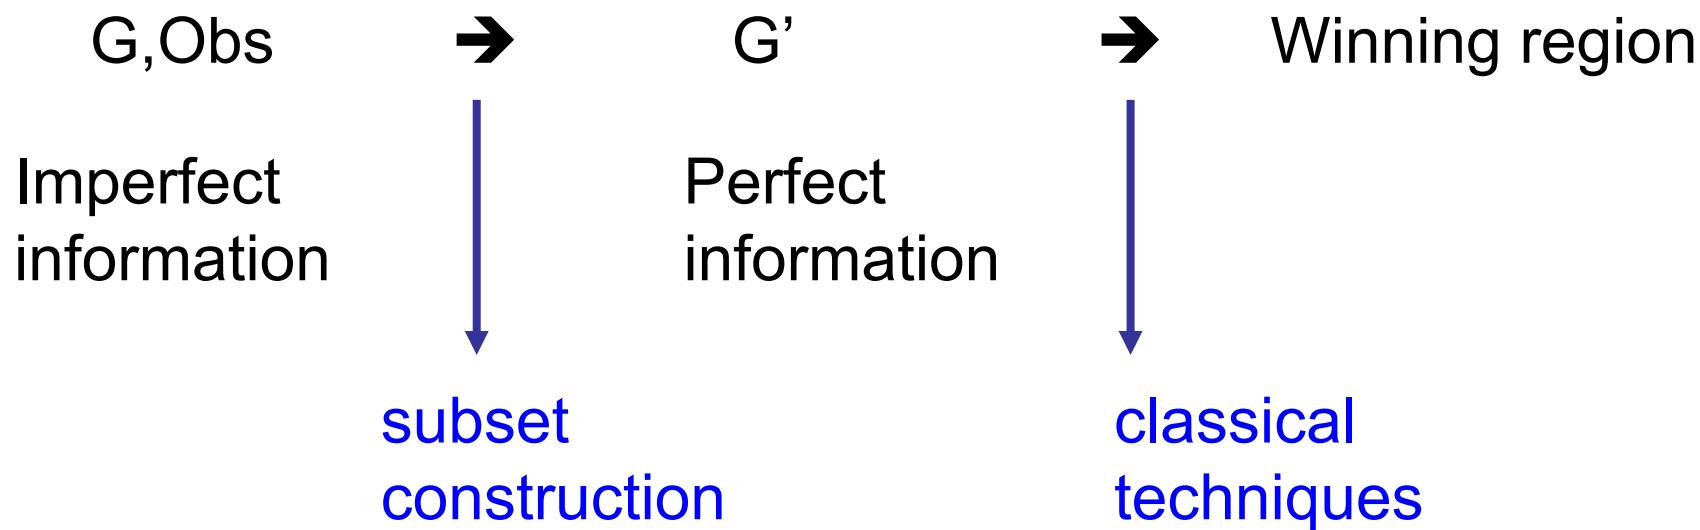 G,Obs ➔ G’ ➔ Winning region
Imperfect Perfect
information information
subset classical
construction techniques